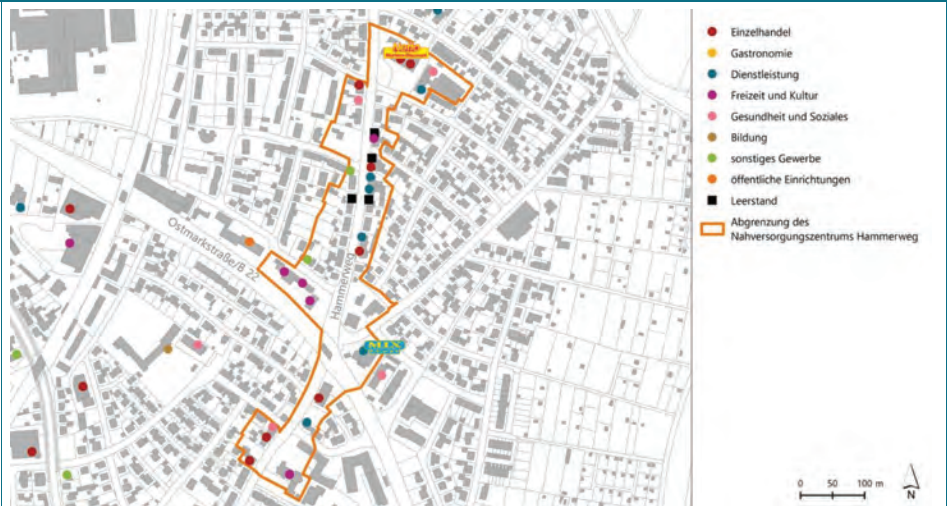 Ostmarkstraße/B 22
Hammerweg
MIX
Einzelhandel
Gastronomie
Dienstleistung
Freizeit und Kultur
Gesundheit und Soziales
Bildung
sonstiges Gewerbe
öffentliche Einrichtungen
Leerstand
Abgrenzung des
Nahversorgungszentrums Hammerweg
0 50 100 m
N